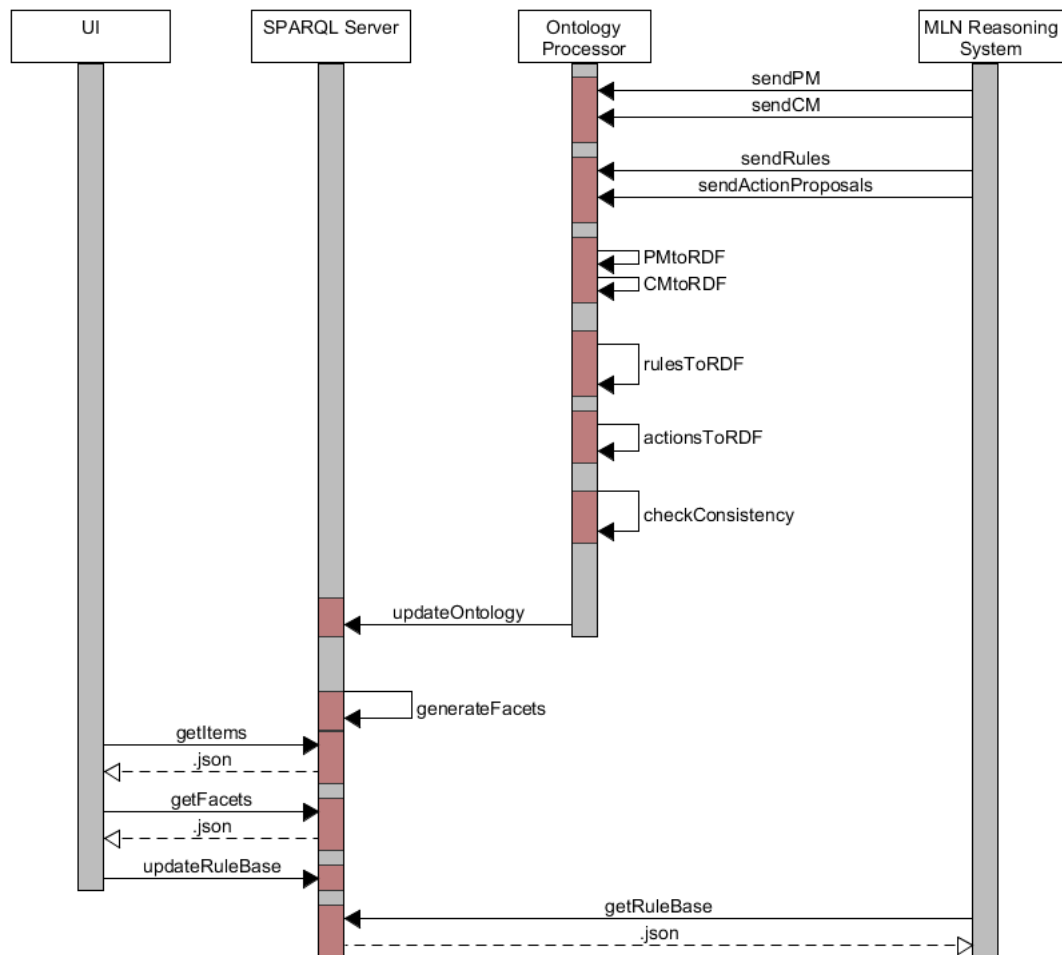 UI
SPARQL Server
Ontology
Processor
MLN Reasoning
System
sendPM
sendCM
sendRules
sendActionProposals
PMtoRDF
CMtoRDF
rulesToRDF
actionsToRDF
checkConsistency
updateOntology
generateFacets
getItems
.json
getFacets
.json
updateRuleBase
getRuleBase
.json